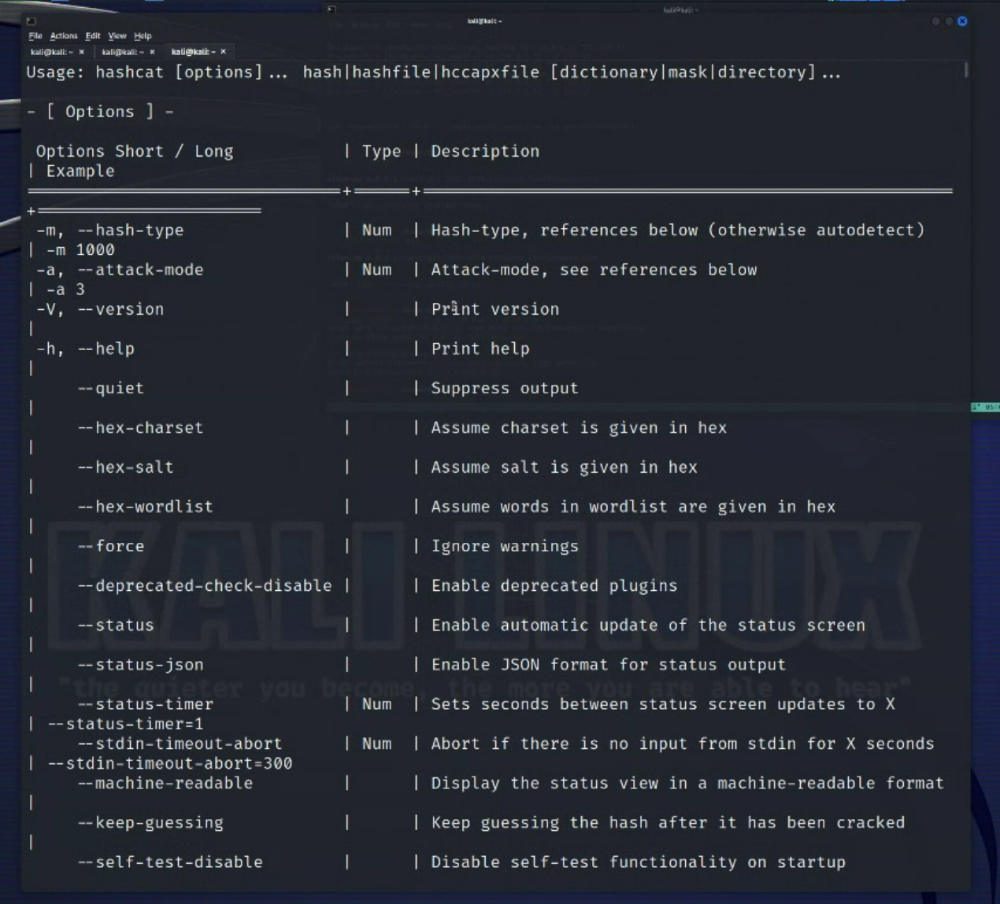 kali@kali: ~
kali@kali: ~
File Actions Edit View Help
kali@kali: ~ × kali@kali: ~ × kali@kali: ~ ×
Usage: hashcat [options]... hash|hashfile|hccapxfile [dictionary|mask|directory]...
- [ Options ] -
Options Short / Long | Type | Description
| Example
======+======+======
+======
-m, --hash-type | Num | Hash-type, references below (otherwise autodetect)
| -m 1000
-a, --attack-mode | Num | Attack-mode, see references below
| -a 3
-V, --version | | Print version
|
-h, --help | | Print help
|
--quiet | | Suppress output
|
--hex-charset | | Assume charset is given in hex
|
--hex-salt | | Assume salt is given in hex
|
--hex-wordlist | | Assume words in wordlist are given in hex
|
--force | | Ignore warnings
|
--deprecated-check-disable | | Enable deprecated plugins
|
--status | | Enable automatic update of the status screen
|
--status-json | | Enable JSON format for status output
|
--status-timer | Num | Sets seconds between status screen updates to X
| --status-timer=1
--stdin-timeout-abort | Num | Abort if there is no input from stdin for X seconds
| --stdin-timeout-abort=300
--machine-readable | | Display the status view in a machine-readable format
|
--keep-guessing | | Keep guessing the hash after it has been cracked
|
--self-test-disable | | Disable self-test functionality on startup
KALI LINUX
"the quieter you become, the more you are able to hear"